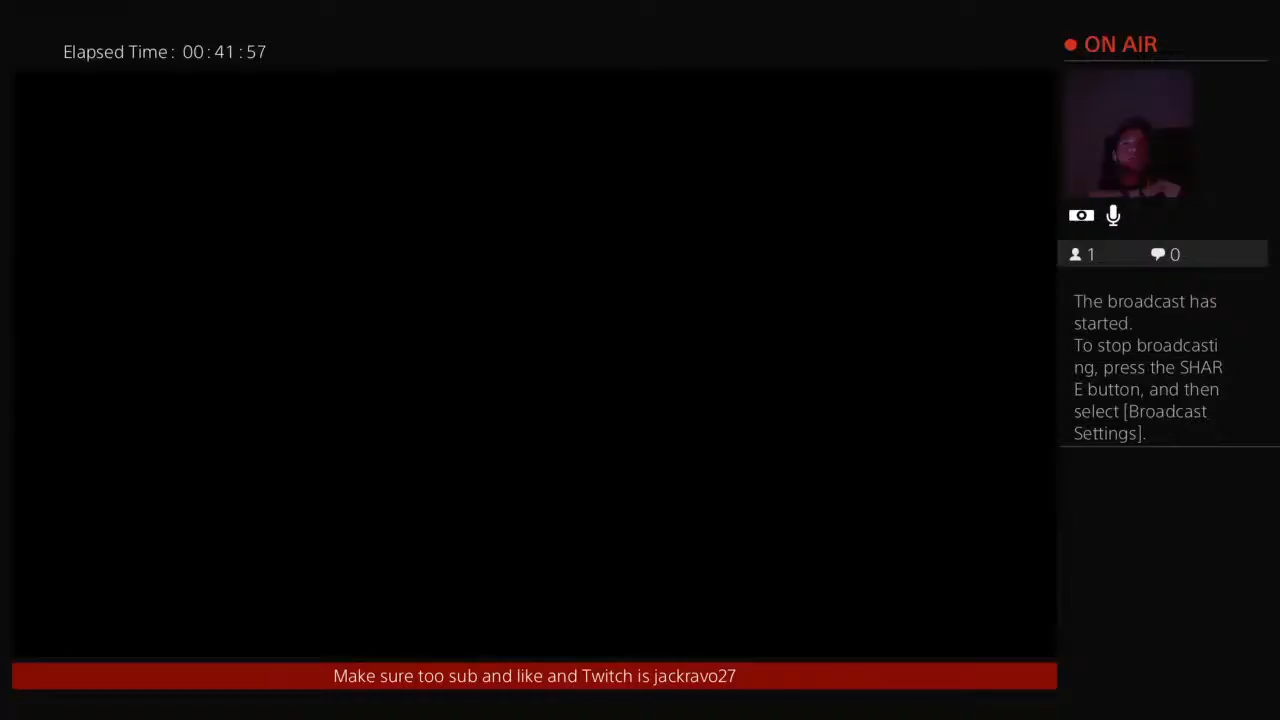 Elapsed Time: 00:41:57
ON AIR
1
0
The broadcast has
started.
To stop broadcasti
ng, press the SHAR
E button, and then
select [Broadcast
Settings].
Make sure too sub and like and Twitch is jackravo27